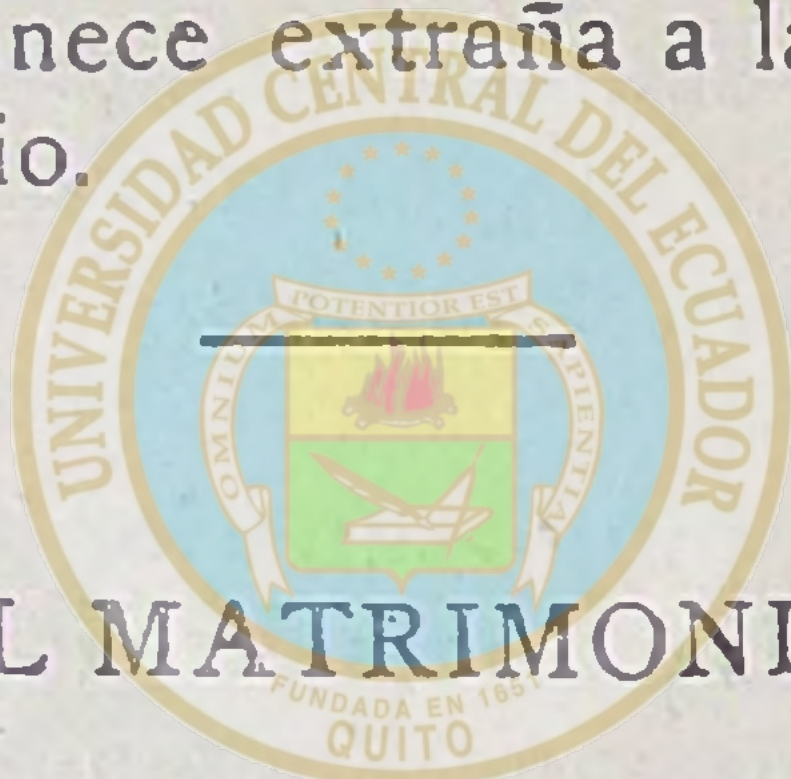 nece extraña a la
io.
UNIVERSIDAD CENTRAL DEL ECUADOR
POTENTIOR EST
OMNIUM
SAPIENTIA
L MATRIMONI
FUNDADA EN 1651
QUITO